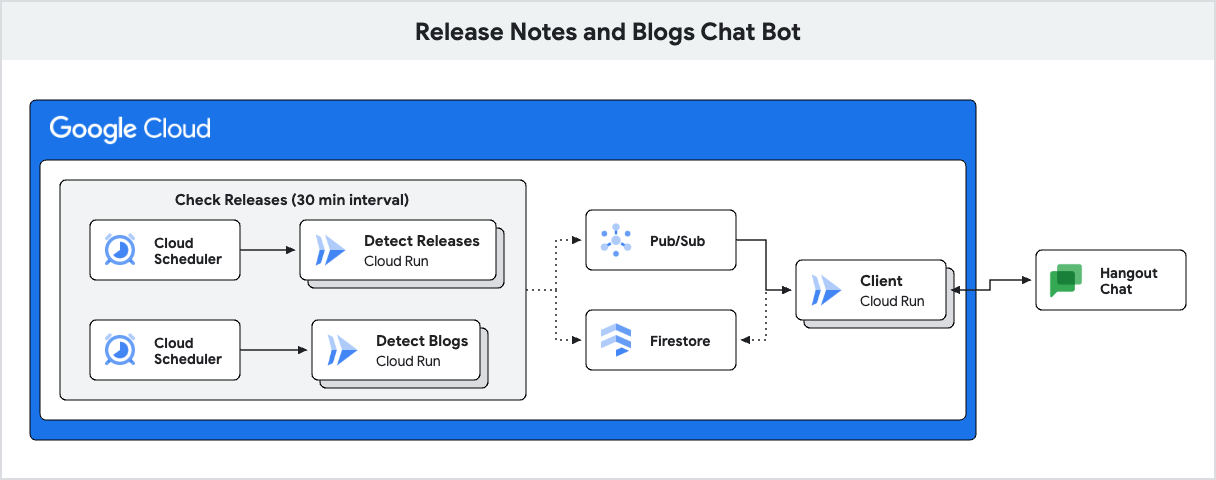 Release Notes and Blogs Chat Bot
Google Cloud
Check Releases (30 min interval)
Cloud
Scheduler
Detect Releases
Cloud Run
Cloud
Scheduler
Detect Blogs
Cloud Run
Pub/Sub
Firestore
Client
Cloud Run
Hangout
Chat